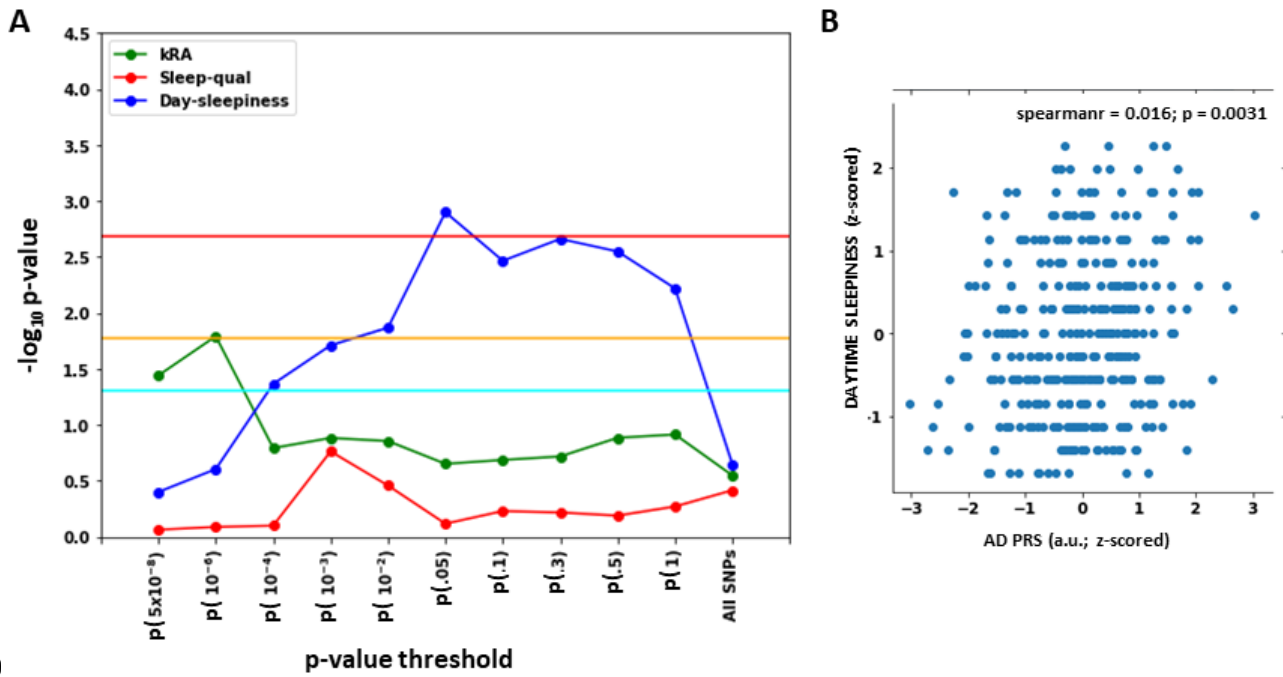 A
B
4.5
4.0
3.5
3.0
2.5
2.0
1.5
1.0
0.5
0.0
-log10 p-value
kRA
Sleep-qual
Day-sleepiness
p(5x10-8)
p(10-6)
p(10-4)
p(10-3)
p(10-2)
p(.05)
p(.1)
p(.3)
p(.5)
p(1)
All SNPs
p-value threshold
spearmanr = 0.016; p = 0.0031
DAYTIME SLEEPINESS (z-scored)
2
1
0
-1
−3
−2
−1
0
1
2
3
AD PRS (a.u.; z-scored)